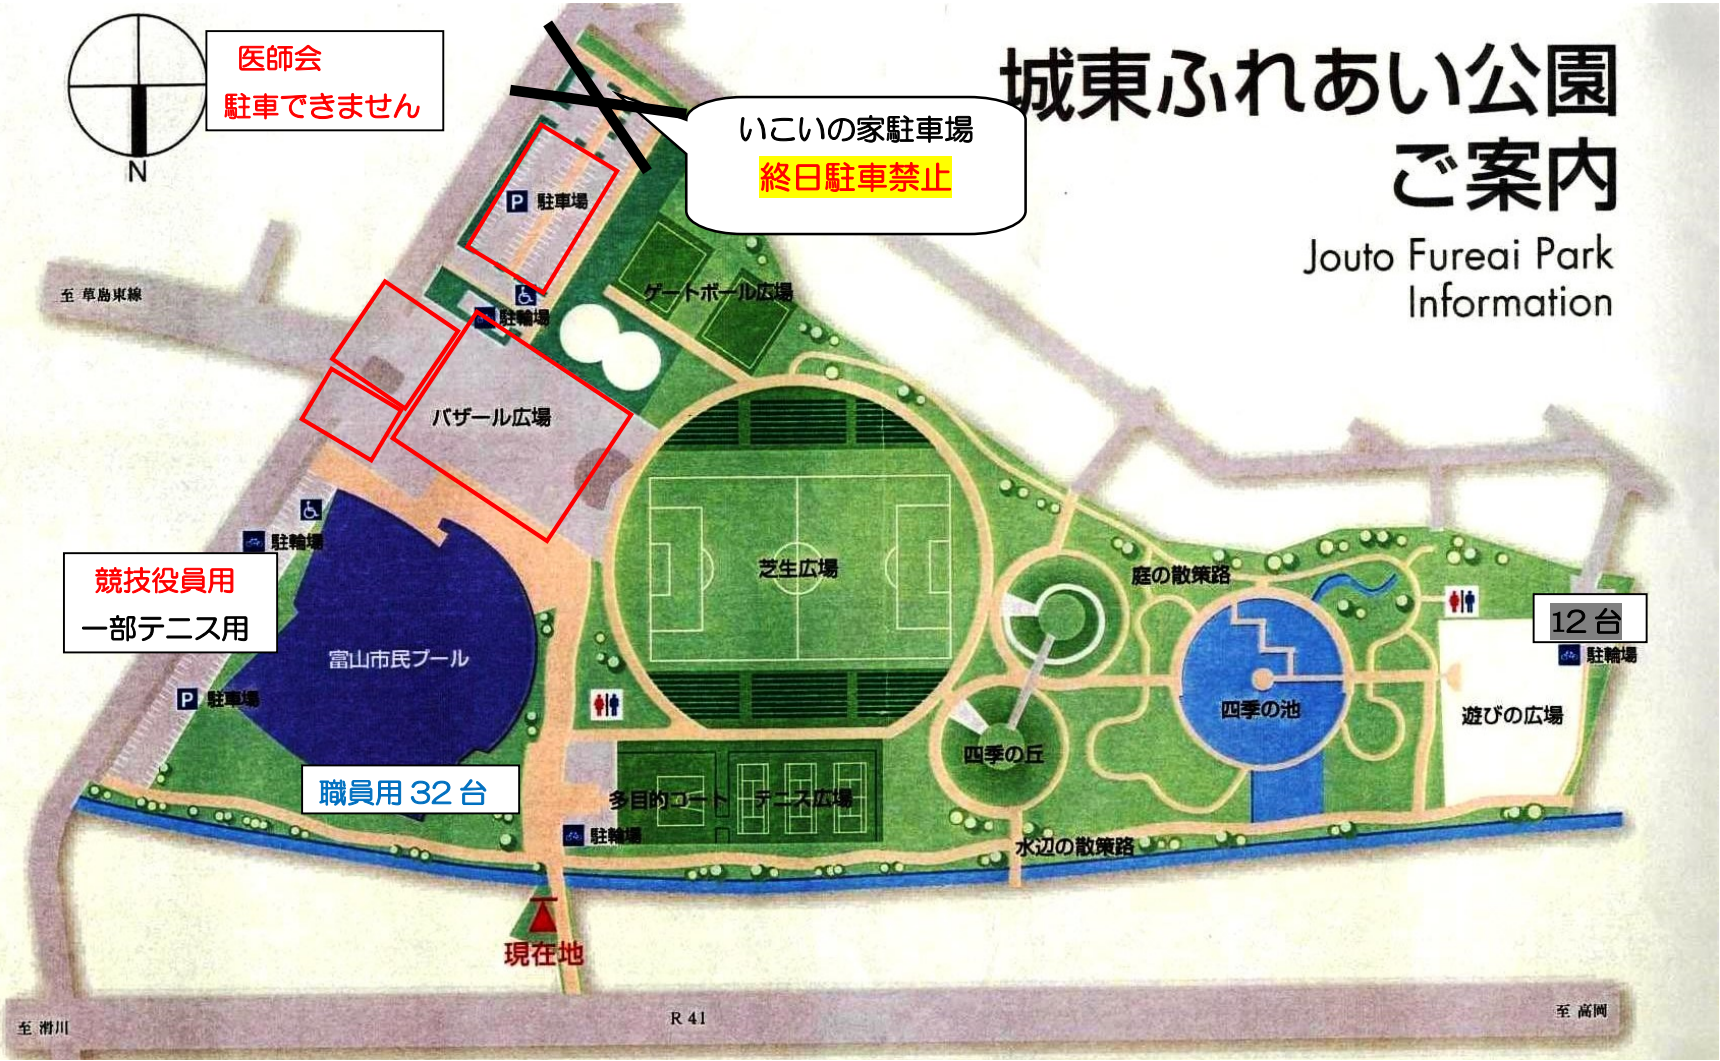 城東ふれあい公園
ご案内
Jouto Fureai Park
Information
医師会
駐車できません
N
いこいの家駐車場
終日駐車禁止
P 駐車場
至 草島東線
駐輪場
ゲートボール広場
バザール広場
駐輪場
芝生広場
庭の散策路
競技役員用
一部テニス用
12 台
駐輪場
富山市民プール
P 駐車場
四季の池
遊びの広場
四季の丘
職員用 32 台
多目的コート
テニス広場
駐輪場
水辺の散策路
現在地
R 41
至 滑川
至 高岡